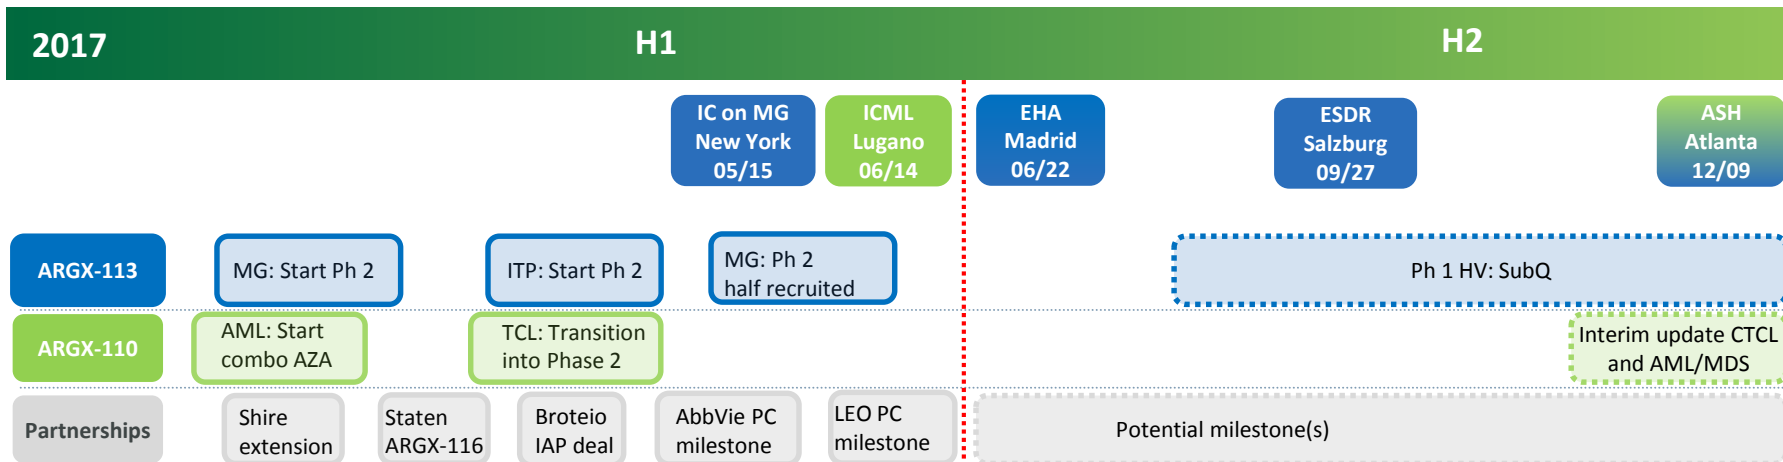 2017
H1
H2
IC on MG
New York
05/15
ICML
Lugano
06/14
EHA
Madrid
06/22
ESDR
Salzburg
09/27
ASH
Atlanta
12/09
ARGX-113
MG: Start Ph 2
ITP: Start Ph 2
MG: Ph 2
half recruited
Ph 1 HV: SubQ
ARGX-110
AML: Start
combo AZA
TCL: Transition
into Phase 2
Interim update CTCL
and AML/MDS
Partnerships
Shire
extension
Staten
ARGX-116
Broteio
IAP deal
AbbVie PC
milestone
LEO PC
milestone
Potential milestone(s)